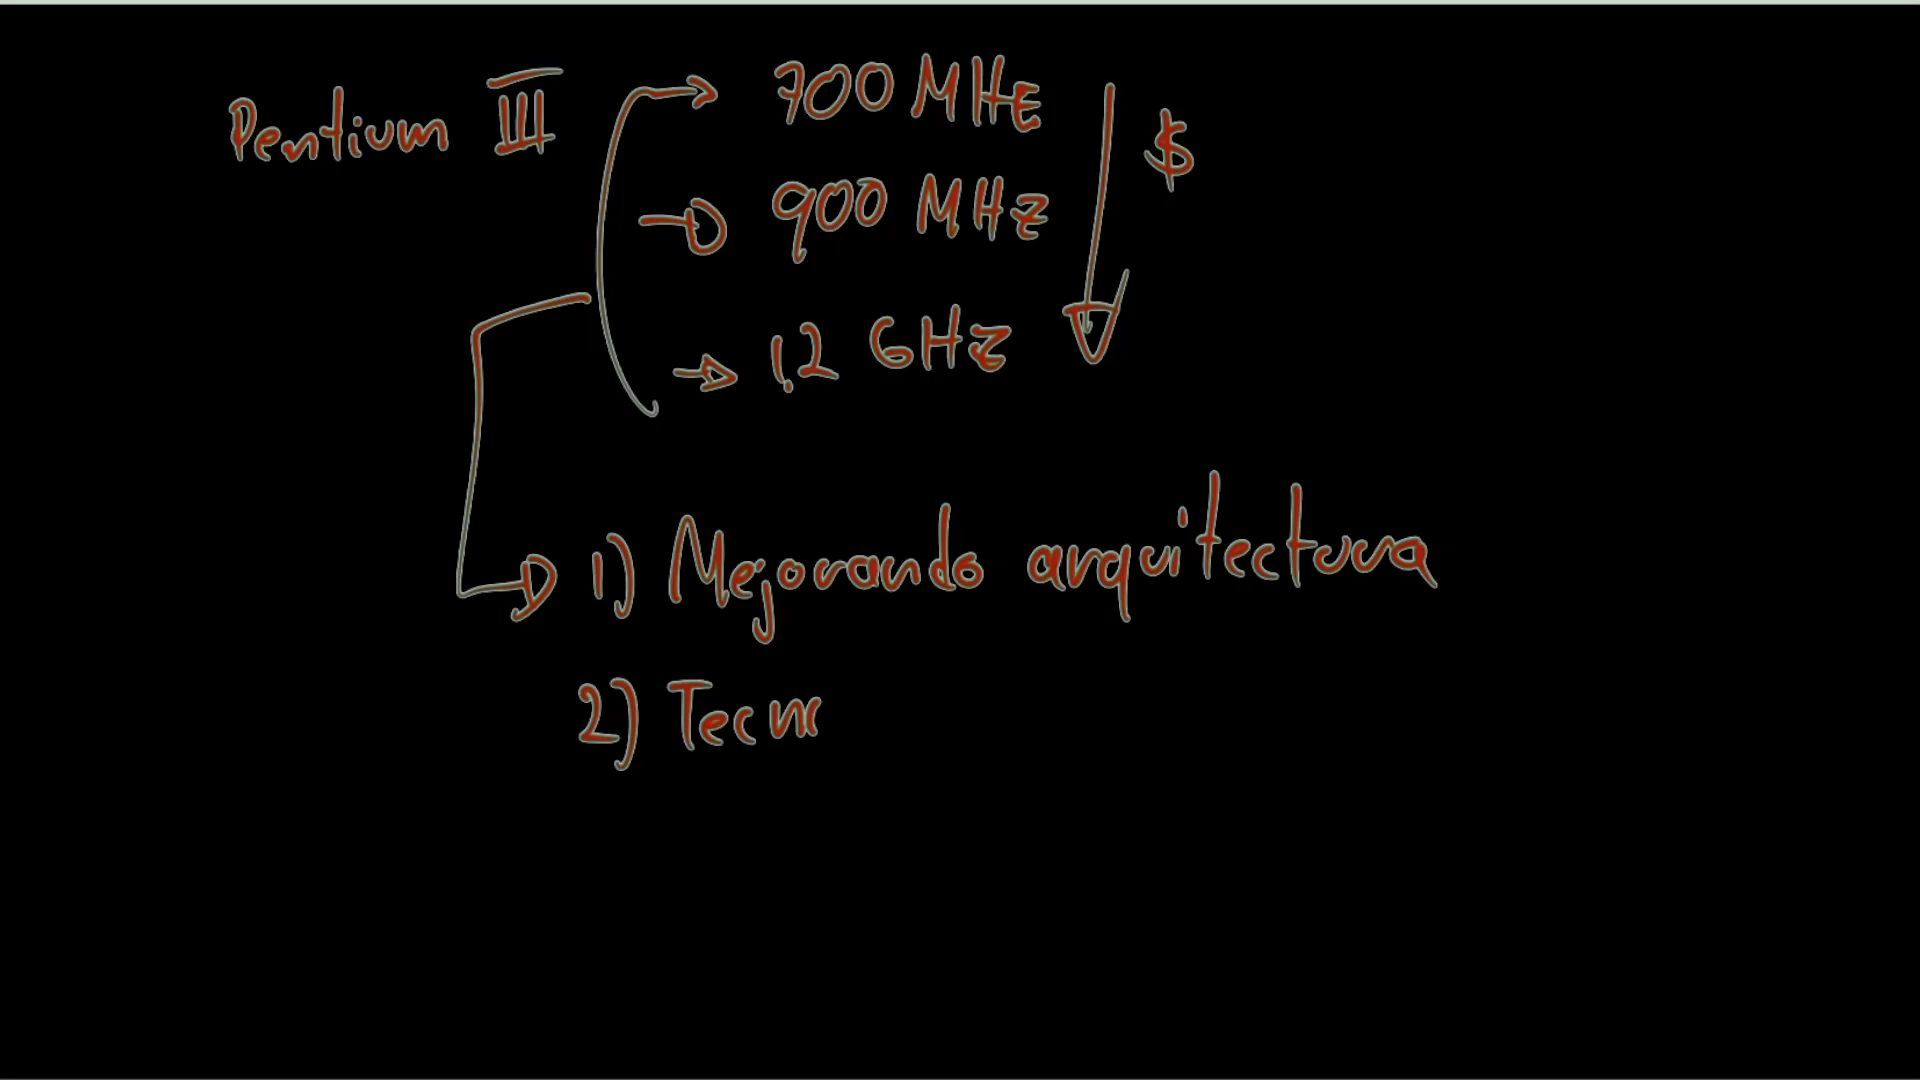 Pentium III → 700 MHz
→ 900 MHz
→ 1.2 GHz
$
→ 1) Mejorando arquitectura
2) Tecn